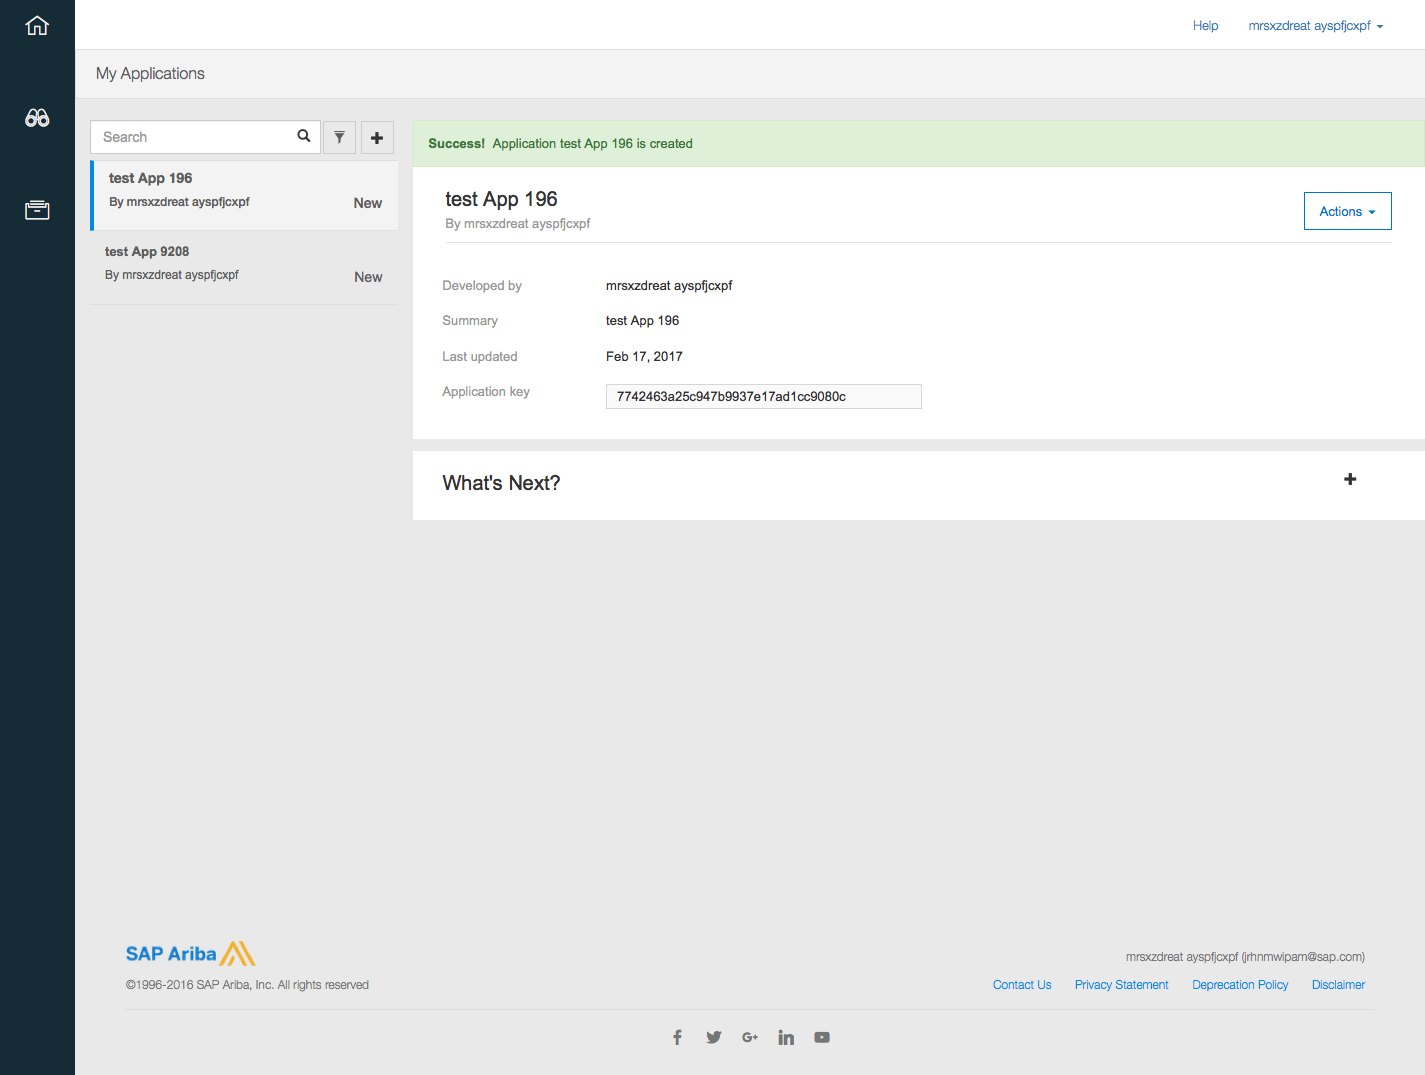 Help mrsxzdreat ayspfjcxpf
My Applications
Search
Success! Application test App 196 is created
test App 196
By mrsxzdreat ayspfjcxpf
New
test App 9208
By mrsxzdreat ayspfjcxpf
New
test App 196
By mrsxzdreat ayspfjcxpf
Actions
Developed by mrsxzdreat ayspfjcxpf
Summary test App 196
Last updated Feb 17, 2017
Application key 7742463a25c947b9937e17ad1cc9080c
What's Next?
SAP Ariba
©1996-2016 SAP Ariba, Inc. All rights reserved
mrsxzdreat ayspfjcxpf (jrhnmwipam@sap.com)
Contact Us Privacy Statement Deprecation Policy Disclaimer